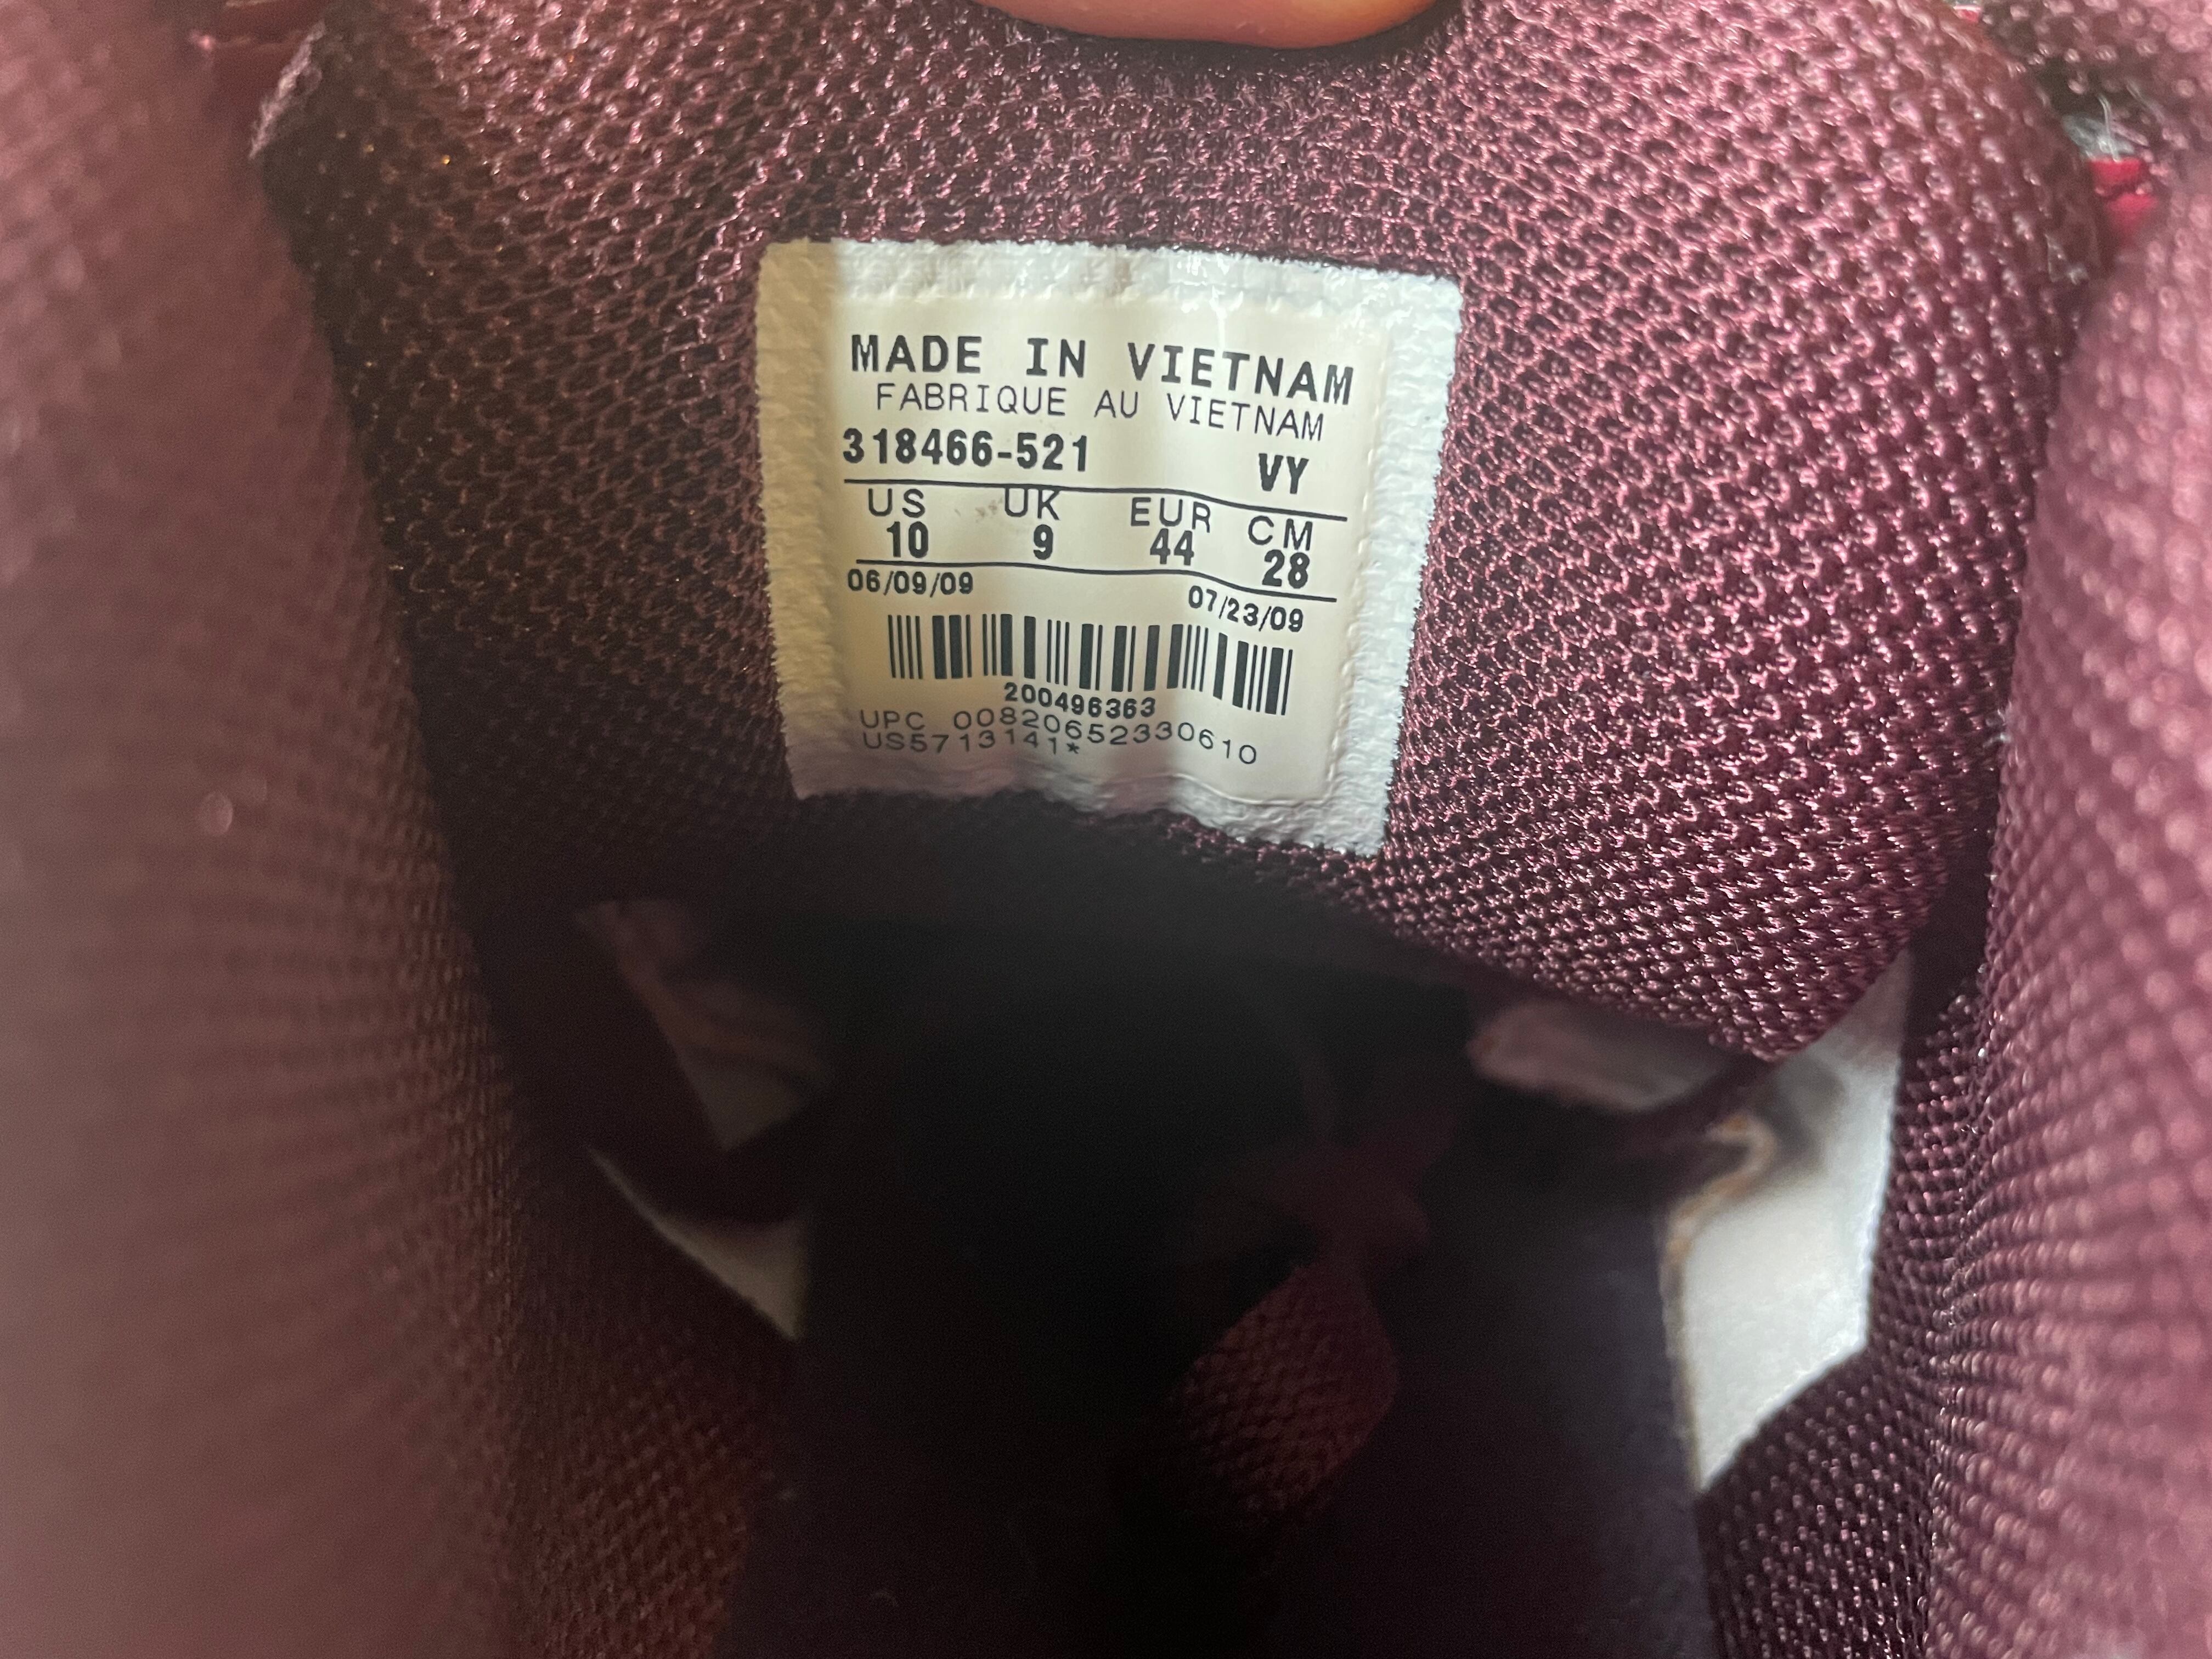 MADE IN VIETNAM
FABRIQUE AU VIETNAM
318466-521 VY
US UK EUR CM
10 9 44 28
06/09/09 07/23/09
200496363
UPC 00820652330610
US5713141*